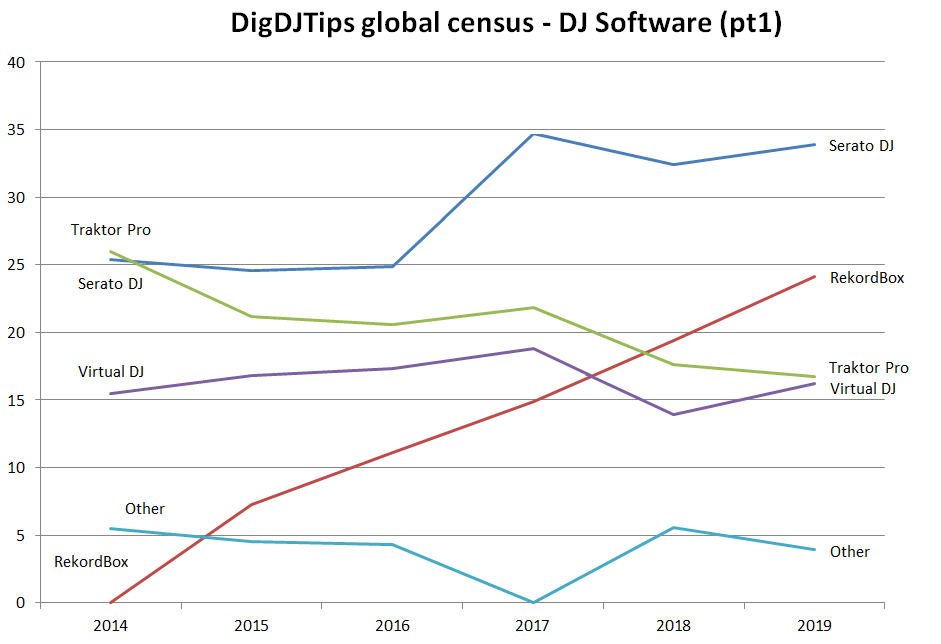 DigDJTips global census - DJ Software (pt1)
40
35
30
25
20
15
10
5
0
Traktor Pro
Serato DJ
Virtual DJ
Other
RekordBox
Serato DJ
RekordBox
Traktor Pro
Virtual DJ
Other
2014 2015 2016 2017 2018 2019